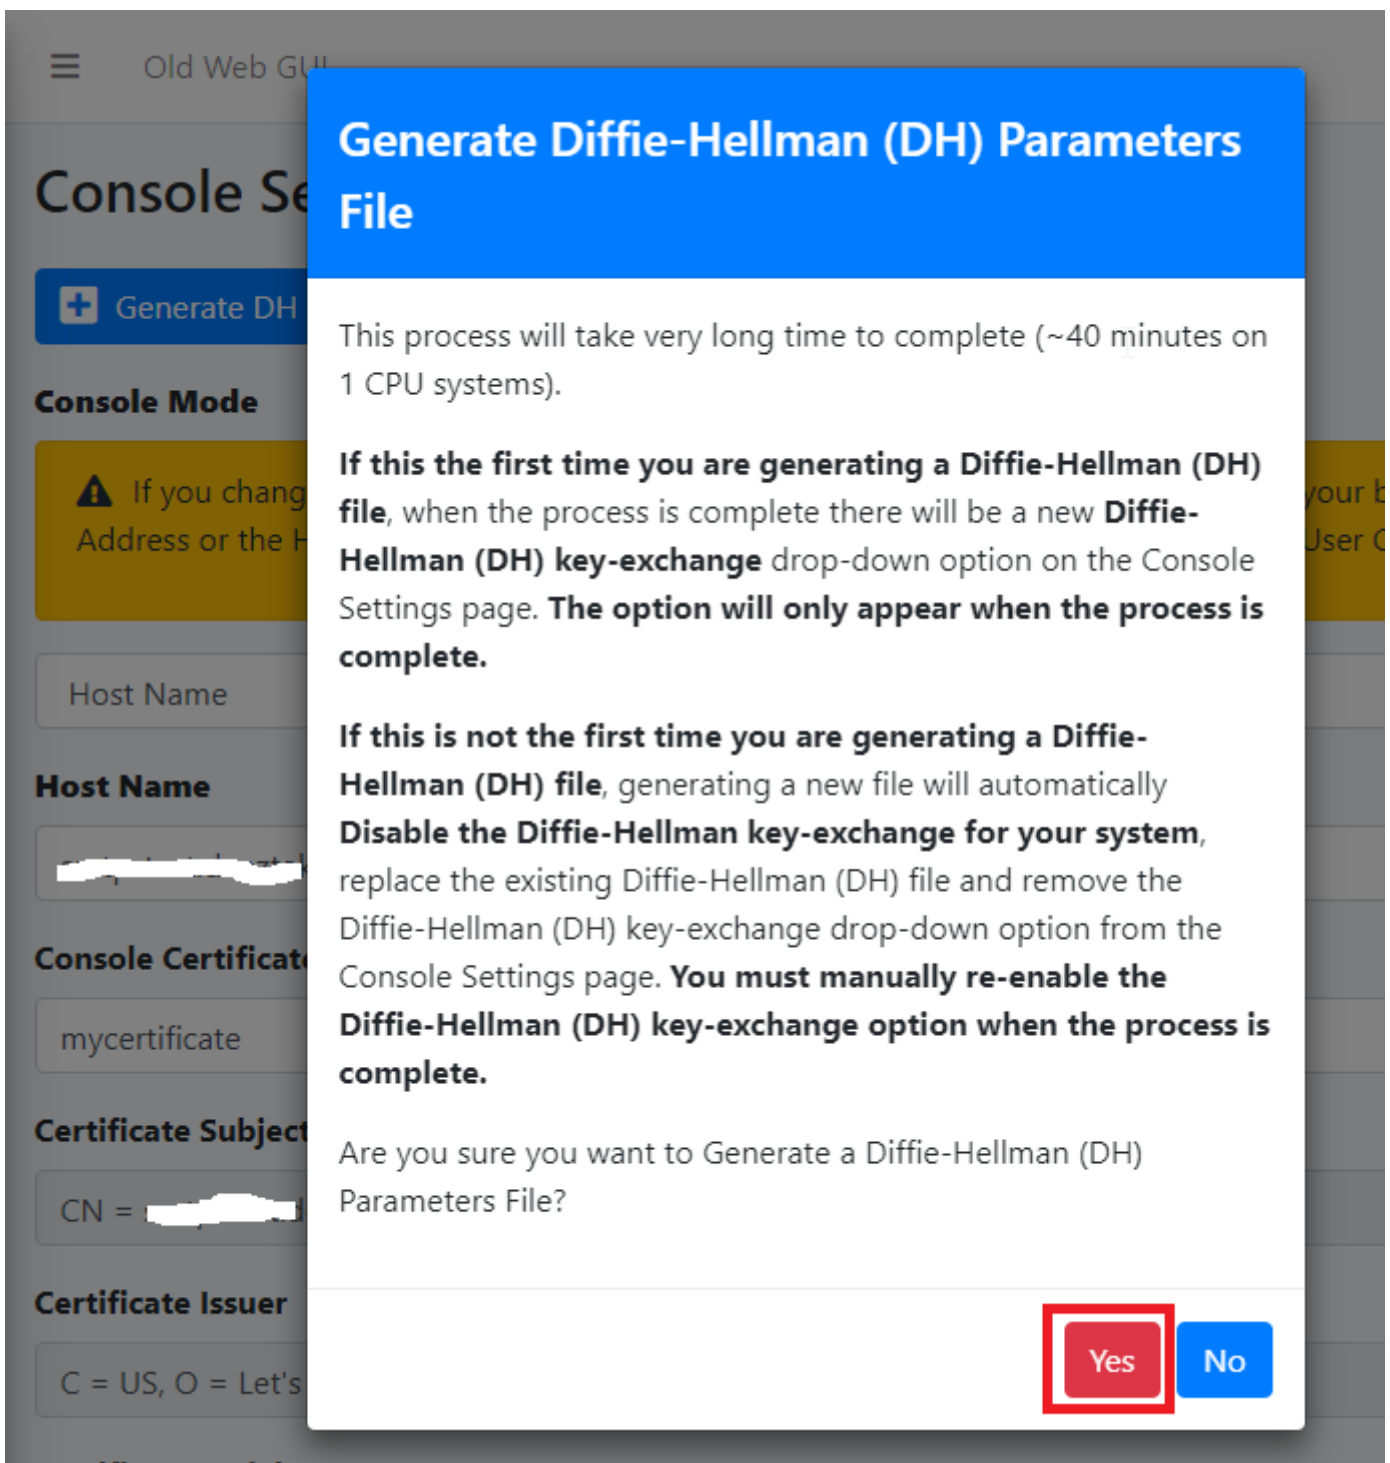 Old Web GUI
Generate Diffie-Hellman (DH) Parameters
File
Console Se
Generate DH
This process will take very long time to complete (~40 minutes on
1 CPU systems).
Console Mode
If this the first time you are generating a Diffie-Hellman (DH)
file, when the process is complete there will be a new Diffie-
Hellman (DH) key-exchange drop-down option on the Console
Settings page. The option will only appear when the process is
complete.
If you chang
Address or the H
your b
User C
Host Name
If this is not the first time you are generating a Diffie-
Hellman (DH) file, generating a new file will automatically
Disable the Diffie-Hellman key-exchange for your system,
replace the existing Diffie-Hellman (DH) file and remove the
Diffie-Hellman (DH) key-exchange drop-down option from the
Console Settings page. You must manually re-enable the
Diffie-Hellman (DH) key-exchange option when the process is
complete.
Host Name
Console Certificate
mycertificate
Certificate Subject
CN =
Are you sure you want to Generate a Diffie-Hellman (DH)
Parameters File?
Certificate Issuer
C = US, O = Let's
Yes
No